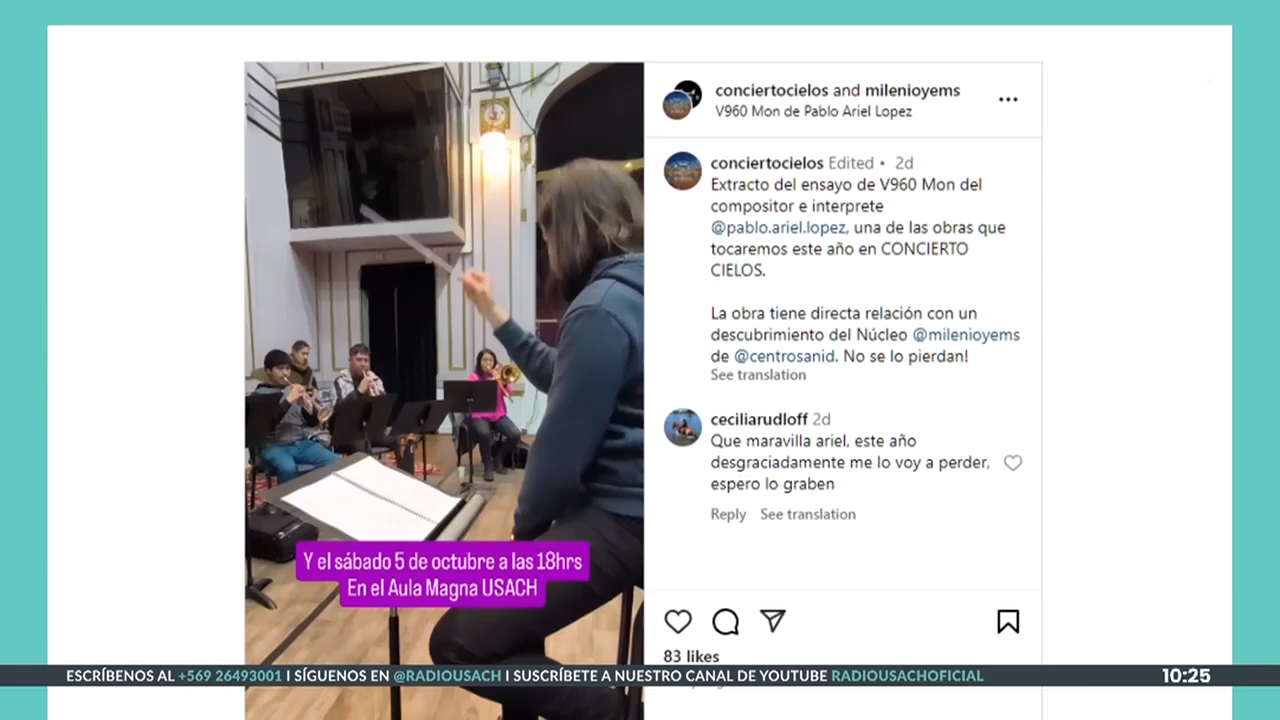 conciertocielos and milenioyems
V960 Mon de Pablo Ariel Lopez
conciertocielos Edited • 2d
Extracto del ensayo de V960 Mon del
compositor e interprete
@pablo.ariel.lopez, una de las obras que
tocaremos este año en CONCIERTO
CIELOS.
La obra tiene directa relación con un
descubrimiento del Núcleo @milenioyems
de @centrosanid. No se lo pierdan!
See translation
ceciliarudloff 2d
Que maravilla ariel, este año
desgraciadamente me lo voy a perder,
espero lo graben
Reply See translation
Y el sábado 5 de octubre a las 18hrs
En el Aula Magna USACH
83 likes
ESCRÍBENOS AL +569 26493001 I SÍGUENOS EN @RADIOUSACH I SUSCRÍBETE A NUESTRO CANAL DE YOUTUBE RADIOUSACHOFICIAL
10:25